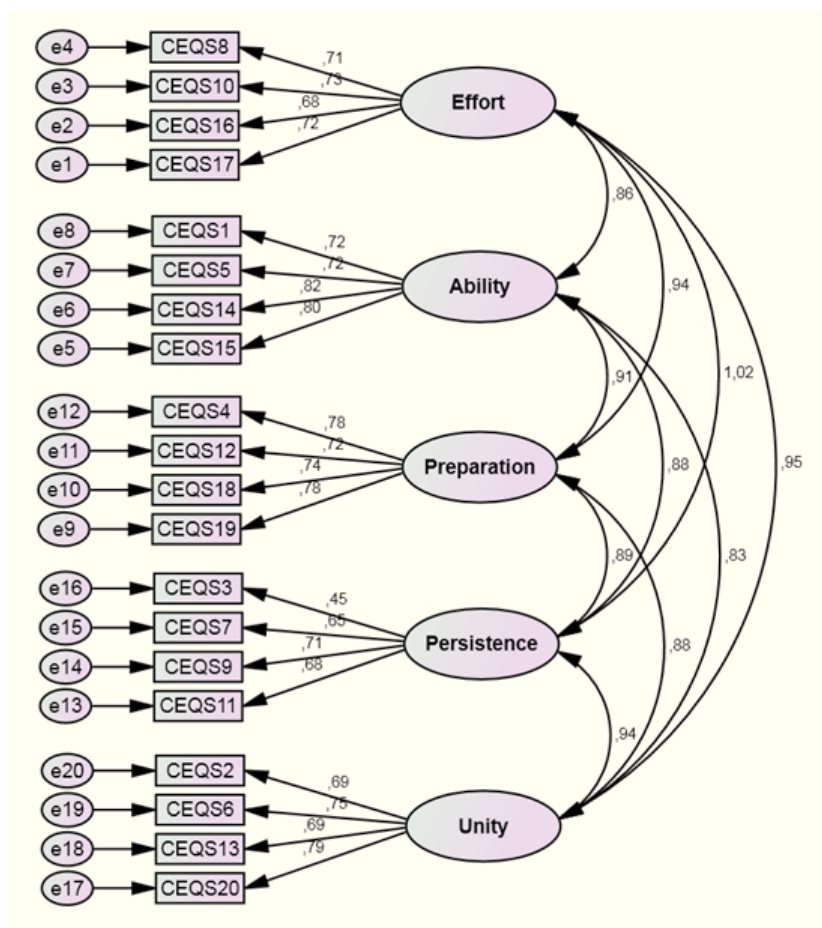 e4 CEQS8 ,71
e3 CEQS10 ,73
e2 CEQS16 ,68
e1 CEQS17 ,72
Effort
,86
e8 CEQS1 ,72
e7 CEQS5 ,72
e6 CEQS14 ,82
e5 CEQS15 ,80
Ability
,94
,91
1,02
e12 CEQS4 ,78
e11 CEQS12 ,72
e10 CEQS18 ,74
e9 CEQS19 ,78
Preparation
,88
,95
,89
,83
e16 CEQS3 ,45
e15 CEQS7 ,65
e14 CEQS9 ,71
e13 CEQS11 ,68
Persistence
,88
,94
e20 CEQS2 ,69
e19 CEQS6 ,75
e18 CEQS13 ,69
e17 CEQS20 ,79
Unity